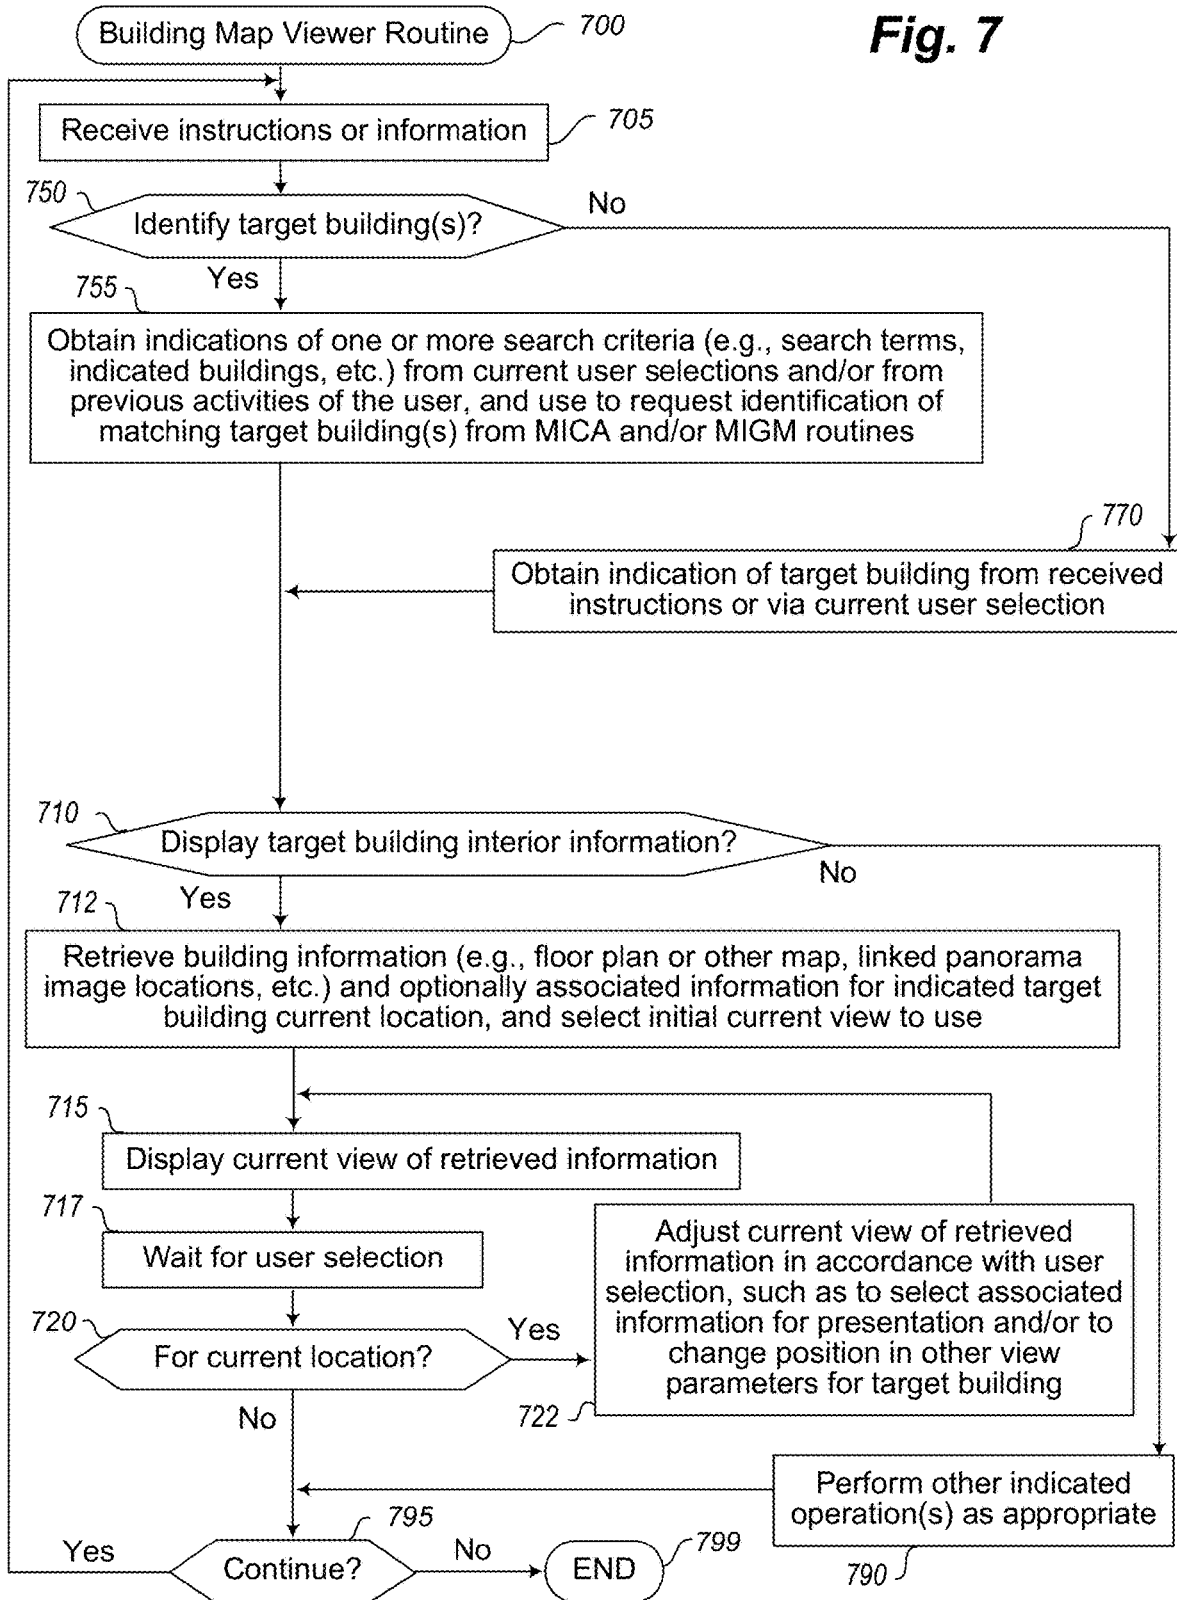 Building Map Viewer Routine
700
Fig. 7
Receive instructions or information
705
750
Identify target building(s)?
No
Yes
755
Obtain indications of one or more search criteria (e.g., search terms,
indicated buildings, etc.) from current user selections and/or from
previous activities of the user, and use to request identification of
matching target building(s) from MICA and/or MIGM routines
770
Obtain indication of target building from received
instructions or via current user selection
710
Display target building interior information?
No
Yes
712
Retrieve building information (e.g., floor plan or other map, linked panorama
image locations, etc.) and optionally associated information for indicated target
building current location, and select initial current view to use
715
Display current view of retrieved information
717
Wait for user selection
720
For current location?
Yes
No
Adjust current view of retrieved
information in accordance with user
selection, such as to select associated
information for presentation and/or to
change position in other view
parameters for target building
722
Perform other indicated
operation(s) as appropriate
790
795
Continue?
Yes
No
END
799